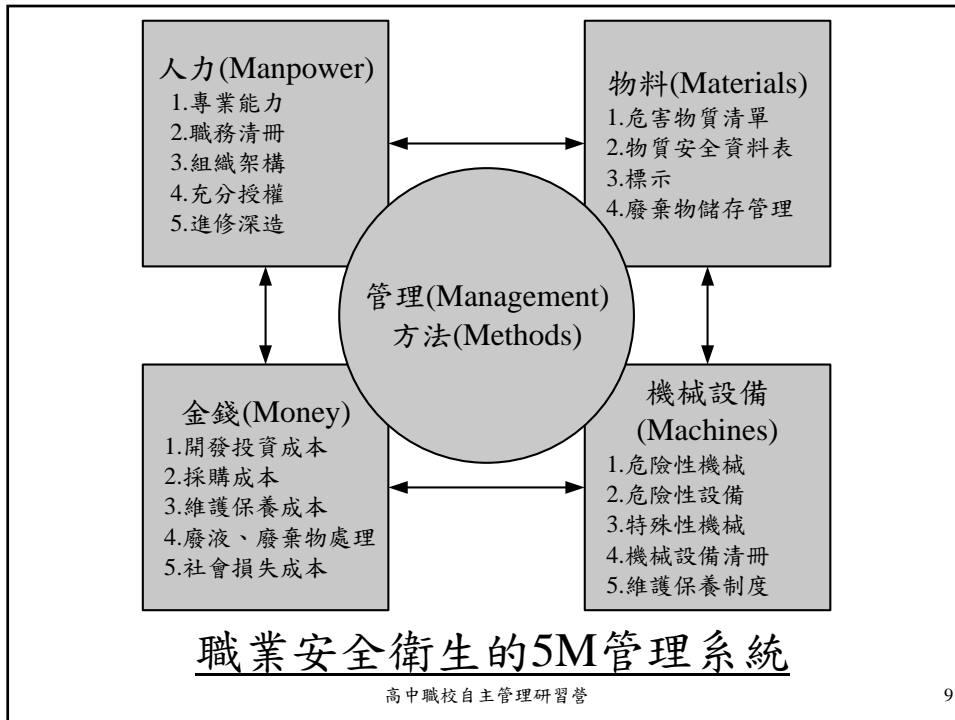 人力(Manpower)
1.專業能力
2.職務清冊
3.組織架構
4.充分授權
5.進修深造
物料(Materials)
1.危害物質清單
2.物質安全資料表
3.標示
4.廢棄物儲存管理
管理(Management)
方法(Methods)
金錢(Money)
1.開發投資成本
2.採購成本
3.維護保養成本
4.廢液、廢棄物處理
5.社會損失成本
機械設備
(Machines)
1.危險性機械
2.危險性設備
3.特殊性機械
4.機械設備清冊
5.維護保養制度
職業安全衛生的5M管理系統
高中職校自主管理研習營
9